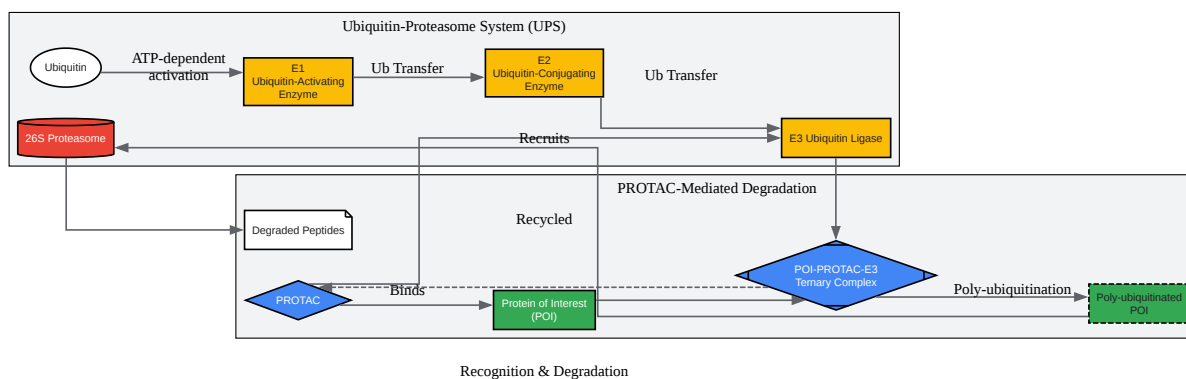 Ubiquitin-Proteasome System (UPS)
Ubiquitin
ATP-dependent
activation
E1
Ubiquitin-Activating
Enzyme
Ub Transfer
E2
Ubiquitin-Conjugating
Enzyme
Ub Transfer
26S Proteasome
Recruits
E3 Ubiquitin Ligase
PROTAC-Mediated Degradation
Degraded Peptides
Recycled
POI-PROTAC-E3
Ternary Complex
PROTAC
Binds
Protein of Interest
(POI)
Poly-ubiquitination
Poly-ubiquitinated
POI
Recognition & Degradation